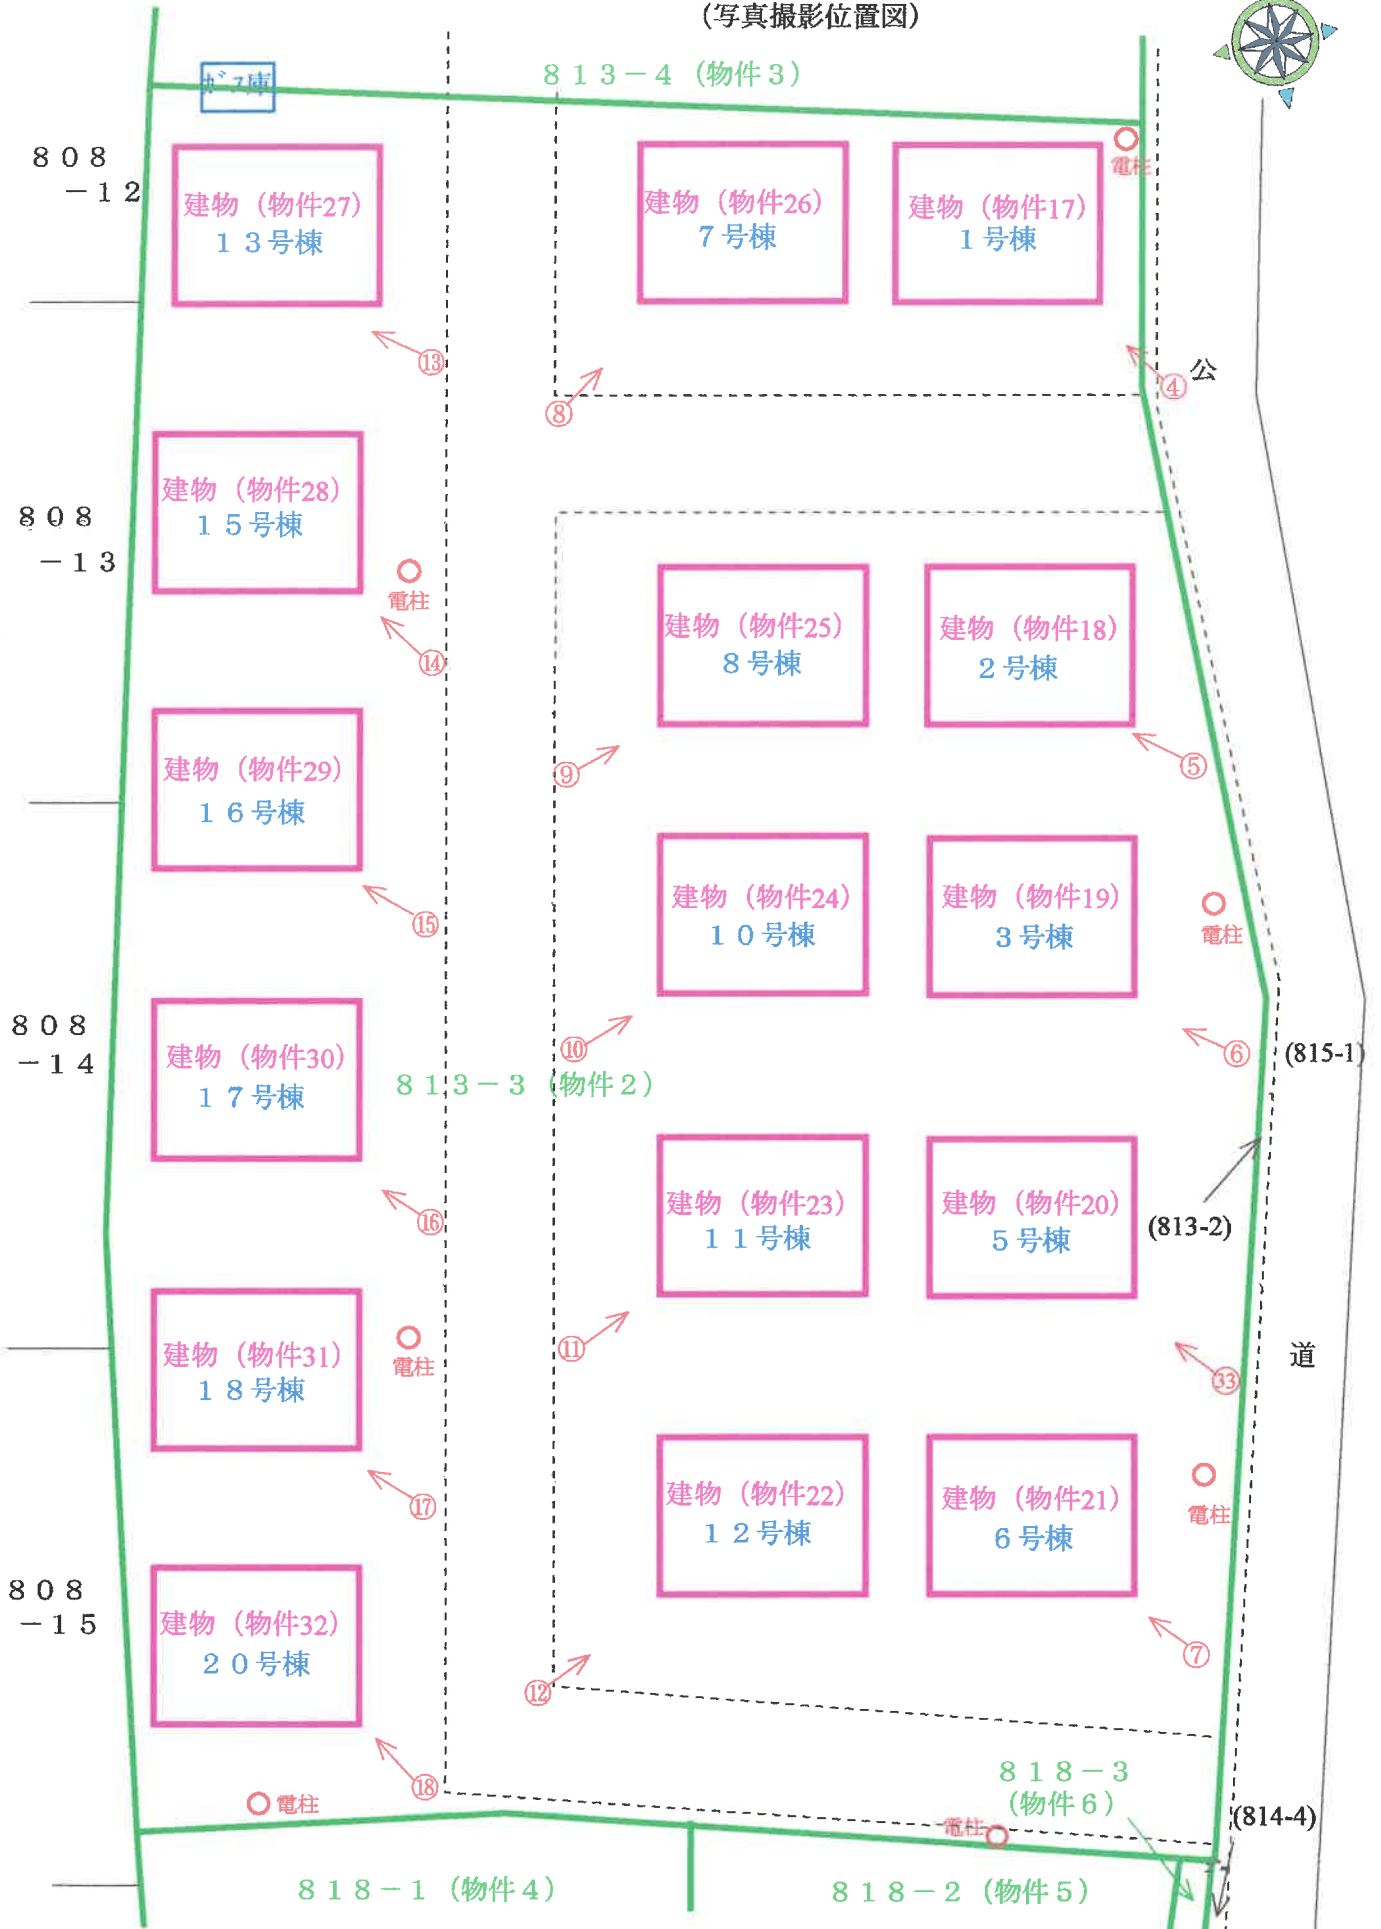 (写真撮影位置図)
813-4 (物件3)
ガス庫
電柱
808
-12
建物 (物件27)
13号棟
建物 (物件26)
7号棟
建物 (物件17)
1号棟
⑬
⑧
④
公
建物 (物件28)
15号棟
808
-13
電柱
⑭
建物 (物件25)
8号棟
建物 (物件18)
2号棟
⑨
⑤
建物 (物件29)
16号棟
⑮
建物 (物件24)
10号棟
建物 (物件19)
3号棟
電柱
808
-14
建物 (物件30)
17号棟
⑩
⑥
(815-1)
813-3 (物件2)
⑯
建物 (物件23)
11号棟
建物 (物件20)
5号棟
(813-2)
建物 (物件31)
18号棟
電柱
⑪
㉝
道
⑰
建物 (物件22)
12号棟
建物 (物件21)
6号棟
電柱
808
-15
建物 (物件32)
20号棟
⑫
⑦
⑱
電柱
818-3
(物件6)
(814-4)
電柱
818-1 (物件4)
818-2 (物件5)